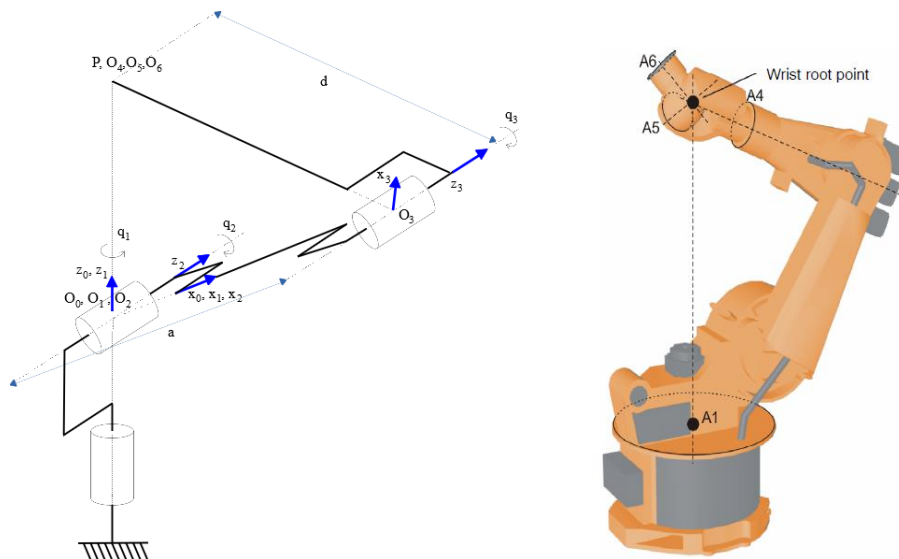 P, O4,O5,O6
d
q3
z3
x3
O3
q2
z2
q1
z0, z1
O0, O1 , O2
x0, x1, x2
a
A6
Wrist root point
A4
A5
A1